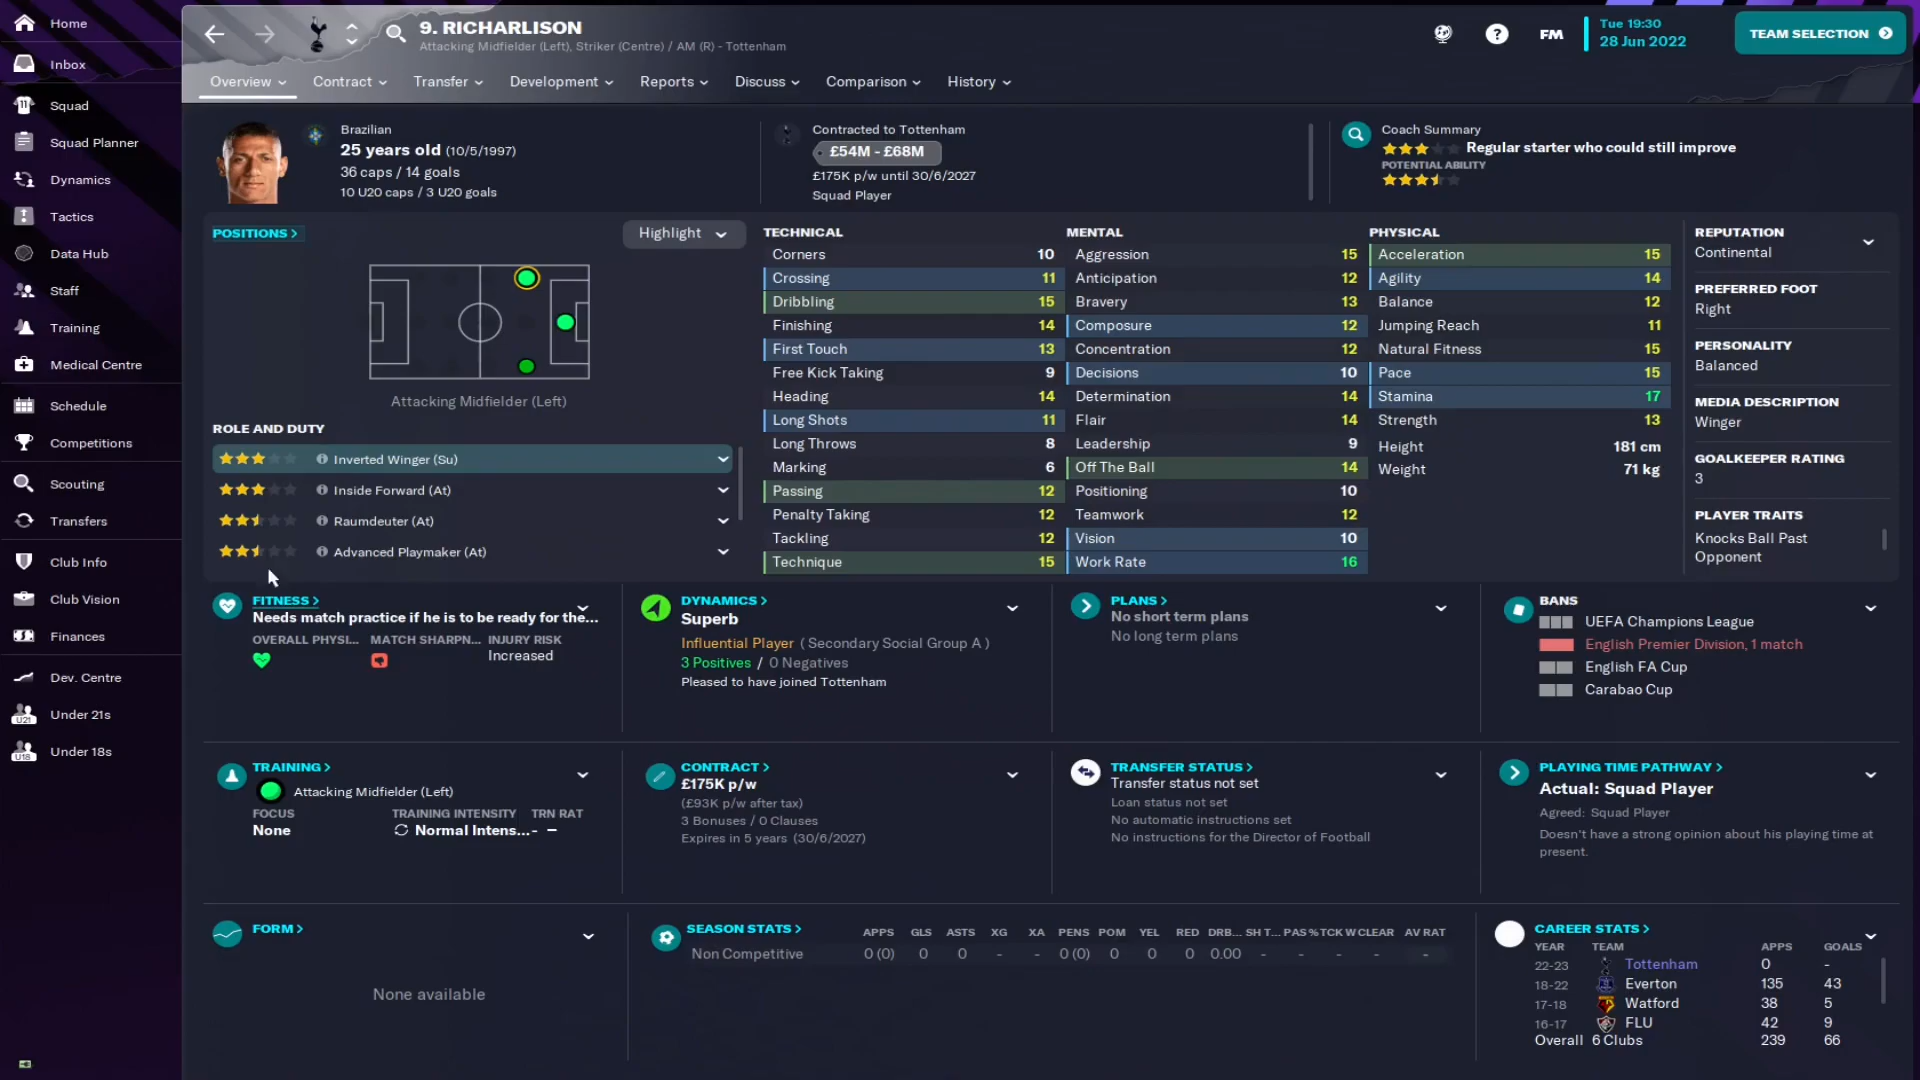 Home
Inbox
Squad
Squad Planner
Dynamics
Tactics
Data Hub
Staff
Training
Medical Centre
Schedule
Competitions
Scouting
Transfers
Club Info
Club Vision
Finances
Dev. Centre
U21 Under 21s
U18 Under 18s
9. RICHARLISON
Attacking Midfielder (Left), Striker (Centre) / AM (R) - Tottenham
? FM
Tue 19:30
28 Jun 2022
TEAM SELECTION
Overview Contract Transfer Development Reports Discuss Comparison History
Brazilian
25 years old (10/5/1997)
36 caps / 14 goals
10 U20 caps / 3 U20 goals
Contracted to Tottenham
£54M - £68M
£175K p/w until 30/6/2027
Squad Player
Coach Summary
Regular starter who could still improve
POTENTIAL ABILITY
POSITIONS >
Highlight
Attacking Midfielder (Left)
ROLE AND DUTY
Inverted Winger (Su)
Inside Forward (At)
Raumdeuter (At)
Advanced Playmaker (At)
TECHNICAL
Corners 10
Crossing 11
Dribbling 15
Finishing 14
First Touch 13
Free Kick Taking 9
Heading 14
Long Shots 11
Long Throws 8
Marking 6
Passing 12
Penalty Taking 12
Tackling 12
Technique 15
MENTAL
Aggression 15
Anticipation 12
Bravery 13
Composure 12
Concentration 12
Decisions 10
Determination 14
Flair 14
Leadership 9
Off The Ball 14
Positioning 10
Teamwork 12
Vision 10
Work Rate 16
PHYSICAL
Acceleration 15
Agility 14
Balance 12
Jumping Reach 11
Natural Fitness 15
Pace 15
Stamina 17
Strength 13
Height 181 cm
Weight 71 kg
REPUTATION
Continental
PREFERRED FOOT
Right
PERSONALITY
Balanced
MEDIA DESCRIPTION
Winger
GOALKEEPER RATING
3
PLAYER TRAITS
Knocks Ball Past
Opponent
FITNESS >
Needs match practice if he is to be ready for the...
OVERALL PHYSI... MATCH SHARPN... INJURY RISK
Increased
DYNAMICS >
Superb
Influential Player ( Secondary Social Group A )
3 Positives / 0 Negatives
Pleased to have joined Tottenham
PLANS >
No short term plans
No long term plans
BANS
UEFA Champions League
English Premier Division, 1 match
English FA Cup
Carabao Cup
TRAINING >
Attacking Midfielder (Left)
FOCUS TRAINING INTENSITY TRN RAT
None Normal Intens...- –
CONTRACT >
£175K p/w
(£93K p/w after tax)
3 Bonuses / 0 Clauses
Expires in 5 years (30/6/2027)
TRANSFER STATUS >
Transfer status not set
Loan status not set
No automatic instructions set
No instructions for the Director of Football
PLAYING TIME PATHWAY >
Actual: Squad Player
Agreed: Squad Player
Doesn't have a strong opinion about his playing time at
present.
FORM >
None available
SEASON STATS > APPS GLS ASTS XG XA PENS POM YEL RED DRB... SH T... PAS % TCK W CLEAR AV RAT
Non Competitive 0 (0) 0 0 - - 0 (0) 0 0 0 0.00 - - - - -
CAREER STATS >
YEAR TEAM APPS GOALS
22-23 Tottenham 0 -
18-22 Everton 135 43
17-18 Watford 38 5
16-17 FLU 42 9
Overall 6 Clubs 239 66